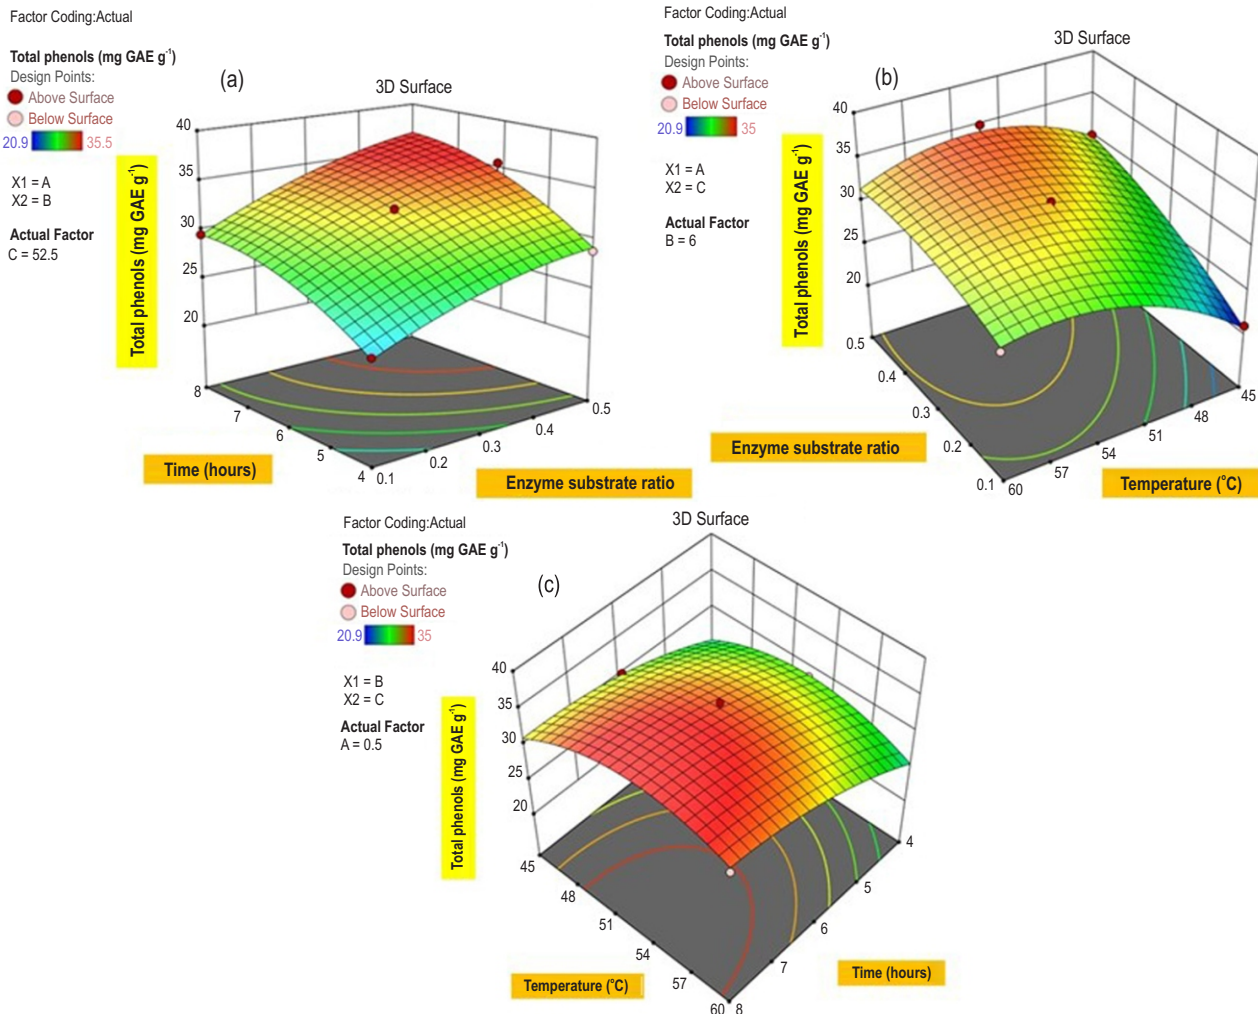 Factor Coding:Actual
Total phenols (mg GAE g⁻¹)
Design Points:
Above Surface
Below Surface
20.9 35.5
X1 = A
X2 = B
Actual Factor
C = 52.5
(a)
3D Surface
Total phenols (mg GAE g⁻¹)
40
35
30
25
20
8
7
6
5
4
0.1
0.2
0.3
0.4
0.5
Time (hours)
Enzyme substrate ratio
Factor Coding:Actual
Total phenols (mg GAE g⁻¹)
Design Points:
Above Surface
Below Surface
20.9 35
X1 = A
X2 = C
Actual Factor
B = 6
(b)
3D Surface
Total phenols (mg GAE g⁻¹)
40
35
30
25
20
0.5
0.4
0.3
0.2
0.1
60
57
54
51
48
45
Enzyme substrate ratio
Temperature (°C)
Factor Coding:Actual
Total phenols (mg GAE g⁻¹)
Design Points:
Above Surface
Below Surface
20.9 35
X1 = B
X2 = C
Actual Factor
A = 0.5
(c)
3D Surface
Total phenols (mg GAE g⁻¹)
40
35
30
25
20
45
48
51
54
57
60
8
7
6
5
4
Temperature (°C)
Time (hours)